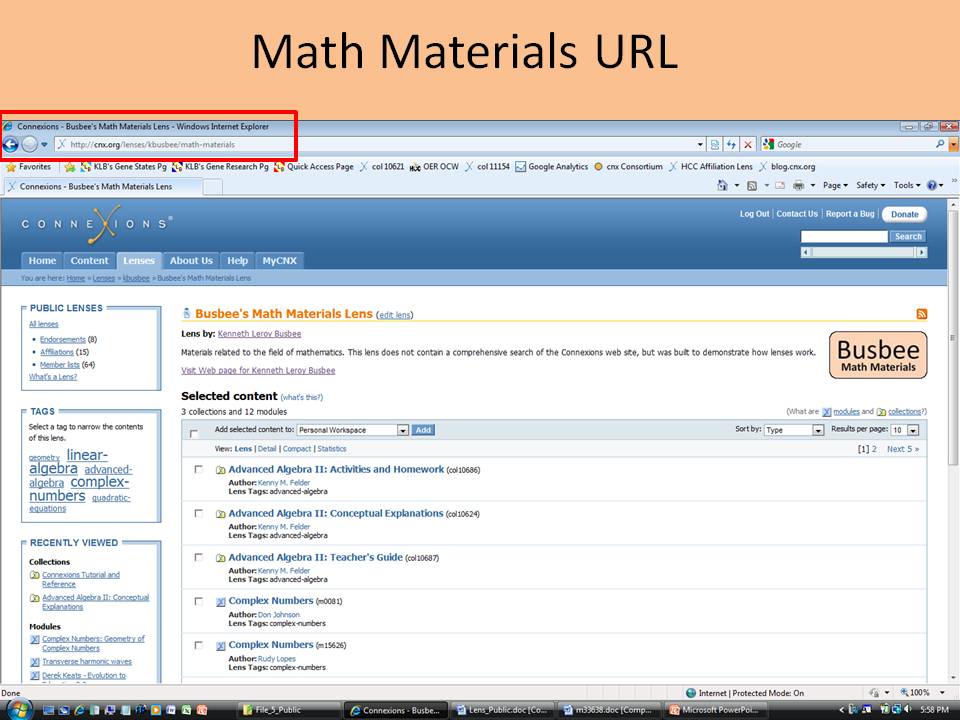 Math Materials URL
Connexions - Busbee's Math Materials Lens - Windows Internet Explorer
http://cnx.org/lenses/kbusbee/math-materials
Google
Favorites KLB's Gene States Pg KLB's Gene Research Pg Quick Access Page col 10621 OER OCW col 11154 Google Analytics cnx Consortium HCC Affiliation Lens blog.cnx.org
Connexions - Busbee's Math Materials Lens
Page Safety Tools
CONNEXIONS®
Log Out | Contact Us | Report a Bug Donate
Search
Home Content Lenses About Us Help MyCNX
You are here: Home » Lenses » kbusbee » Busbee's Math Materials Lens
PUBLIC LENSES
All lenses
Endorsements (8)
Affiliations (15)
Member lists (64)
What's a Lens?
TAGS
Select a tag to narrow the contents
of this lens.
geometry linear-
algebra advanced-
algebra complex-
numbers quadratic-
equations
RECENTLY VIEWED
Collections
Connexions Tutorial and
Reference
Advanced Algebra II: Conceptual
Explanations
Modules
Complex Numbers: Geometry of
Complex Numbers
Transverse harmonic waves
Derek Keats - Evolution to
Busbee's Math Materials Lens (edit lens)
Lens by: Kenneth Leroy Busbee
Materials related to the field of mathematics. This lens does not contain a comprehensive search of the Connexions web site, but was built to demonstrate how lenses work.
Visit Web page for Kenneth Leroy Busbee
Busbee
Math Materials
Selected content (what's this?)
3 collections and 12 modules
(What are modules and collections?)
Add selected content to: Personal Workspace Add
Sort by: Type Results per page: 10
View: Lens | Detail | Compact | Statistics
[1] 2 Next 5 »
Advanced Algebra II: Activities and Homework (col10686)
Author: Kenny M. Felder
Lens Tags: advanced-algebra
Advanced Algebra II: Conceptual Explanations (col10624)
Author: Kenny M. Felder
Lens Tags: advanced-algebra
Advanced Algebra II: Teacher's Guide (col10687)
Author: Kenny M. Felder
Lens Tags: advanced-algebra
Complex Numbers (m0081)
Author: Don Johnson
Lens Tags: complex-numbers
Complex Numbers (m15626)
Author: Rudy Lopes
Lens Tags: complex-numbers
Done
Internet | Protected Mode: On
100%
File_5_Public
Connexions - Busbe...
Lens_Public.doc [Co...
m33638.doc [Comp...
Microsoft PowerPoi...
5:58 PM